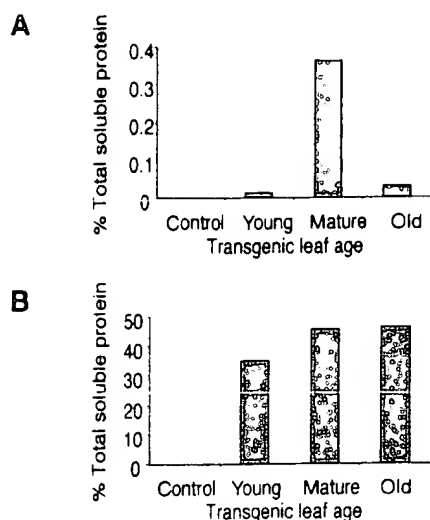 A
% Total soluble protein
0.4
0.3
0.2
0.1
0
Control Young Mature Old
Transgenic leaf age
B
% Total soluble protein
50
40
30
20
10
0
Control Young Mature Old
Transgenic leaf age